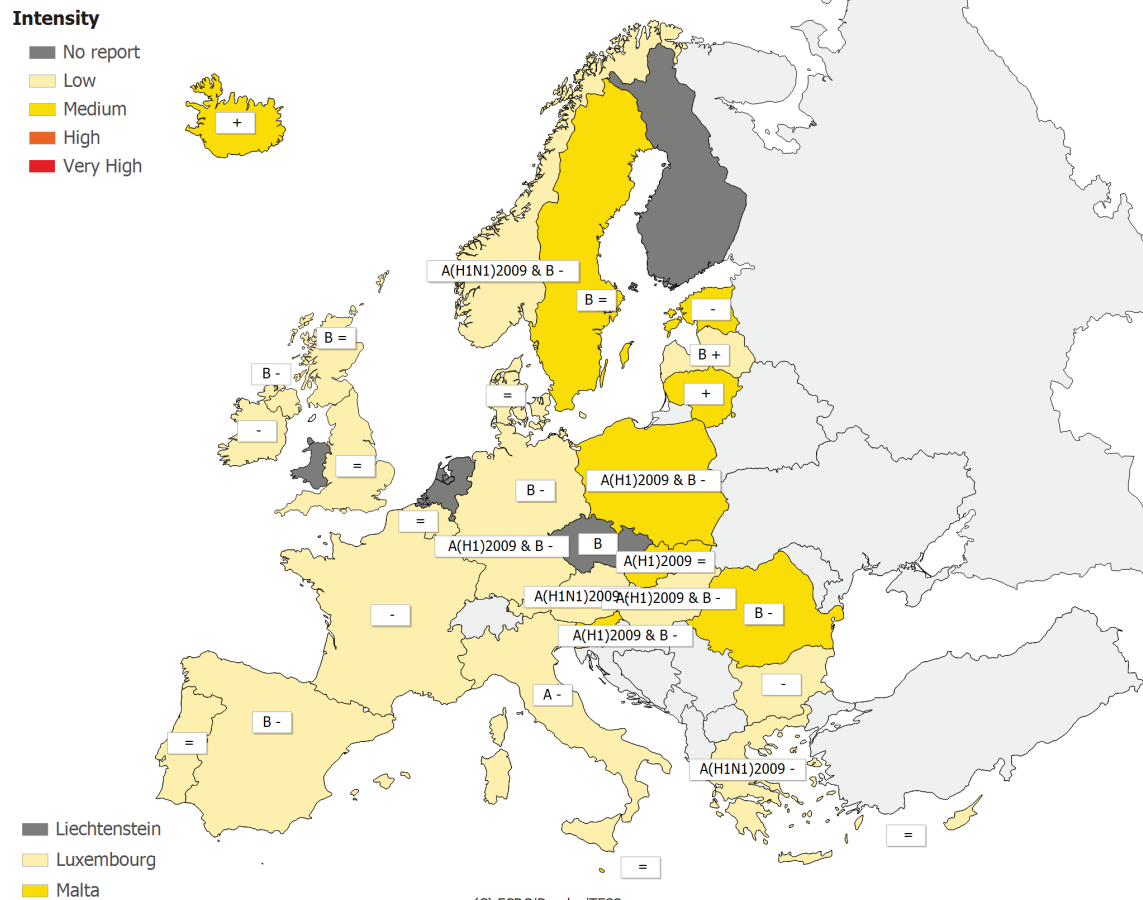 Intensity
No report
Low
Medium
High
Very High
+
A(H1N1)2009 & B -
B =
-
B =
B +
B -
=
+
-
=
A(H1)2009 & B -
B -
=
A(H1)2009 & B -
B
A(H1)2009 =
A(H1N1)2009
A(H1)2009 & B -
-
B -
A(H1)2009 & B -
-
A -
B -
=
A(H1N1)2009 -
Liechtenstein
=
Luxembourg
=
Malta